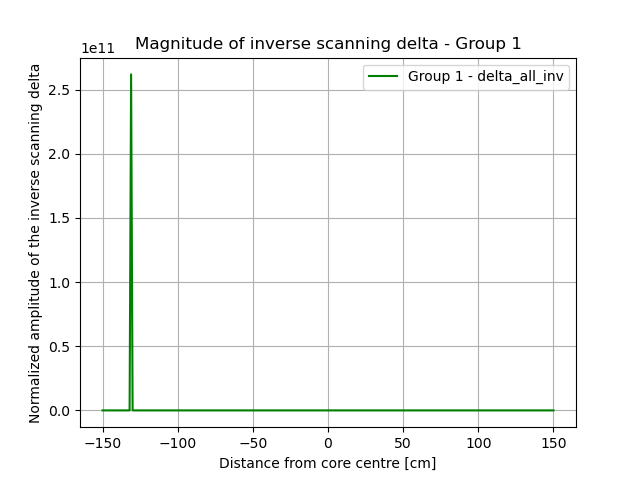 Magnitude of inverse scanning delta - Group 1
1e11
Group 1 - delta_all_inv
Normalized amplitude of the inverse scanning delta
2.5
2.0
1.5
1.0
0.5
0.0
−150 −100 −50 0 50 100 150
Distance from core centre [cm]